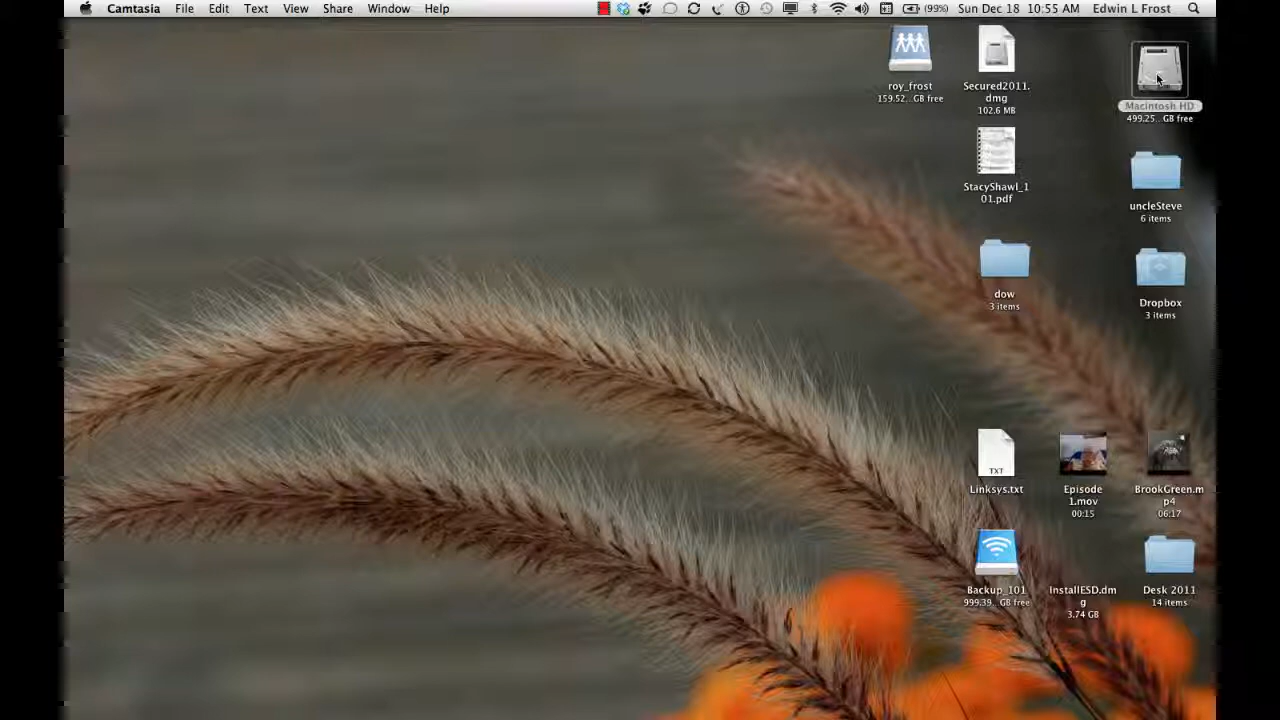 Camtasia File Edit Text View Share Window Help (99%) Sun Dec 18 10:55 AM Edwin L Frost
roy_frost
159.52...GB free
Secured2011.
dmg
102.6 MB
Macintosh HD
499.25...GB free
StacyShawl_1
01.pdf
uncleSteve
6 items
dow
3 items
Dropbox
3 items
TXT
Linksys.txt
Episode
1.mov
00:15
BrookGreen.m
p4
06:17
Backup_101
999.39...GB free
InstallESD.dm
g
3.74 GB
Desk 2011
14 items